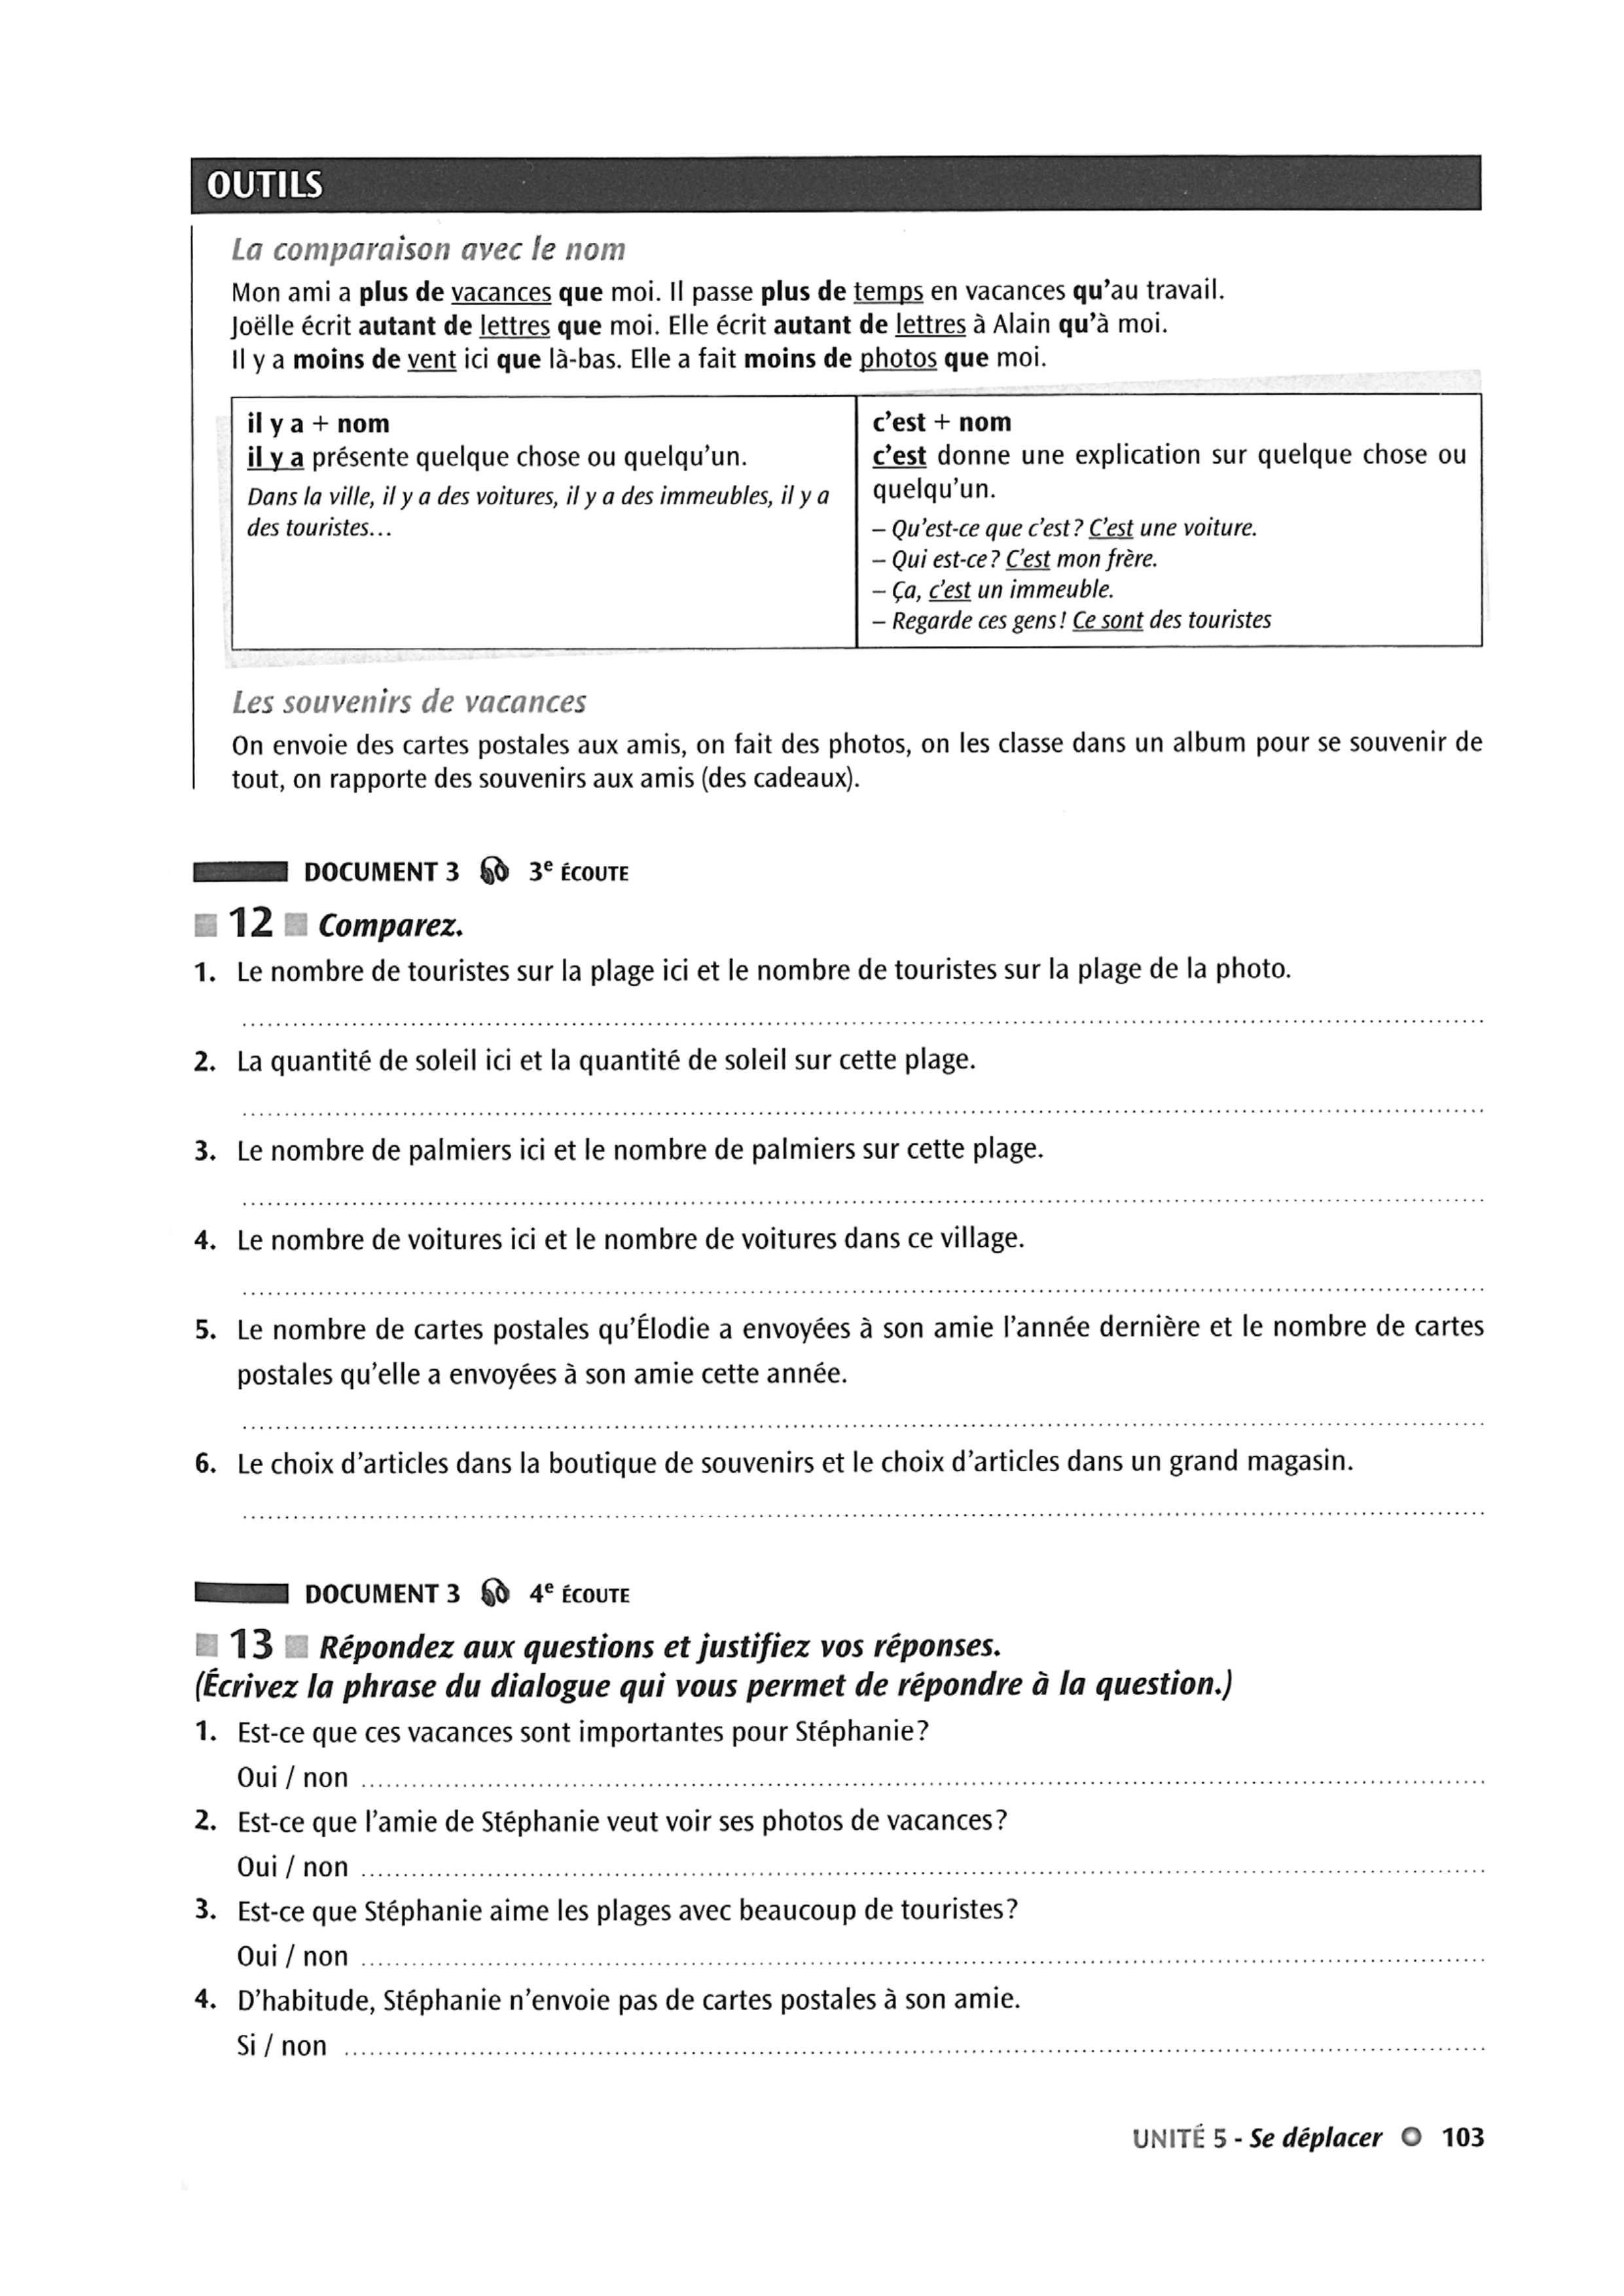 OUTILS
La comparaison avec le nom
Mon ami a plus de vacances que moi. Il passe plus de temps en vacances qu'au travail.
Joëlle écrit autant de lettres que moi. Elle écrit autant de lettres à Alain qu'à moi.
Il y a moins de vent ici que là-bas. Elle a fait moins de photos que moi.
il y a + nom
il y a présente quelque chose ou quelqu'un.
Dans la ville, il y a des voitures, il y a des immeubles, il y a
des touristes...
c'est + nom
c'est donne une explication sur quelque chose ou
quelqu'un.
– Qu'est-ce que c'est ? C'est une voiture.
– Qui est-ce ? C'est mon frère.
– Ça, c'est un immeuble.
– Regarde ces gens ! Ce sont des touristes
Les souvenirs de vacances
On envoie des cartes postales aux amis, on fait des photos, on les classe dans un album pour se souvenir de
tout, on rapporte des souvenirs aux amis (des cadeaux).
DOCUMENT 3 3e ÉCOUTE
12 Comparez.
1. Le nombre de touristes sur la plage ici et le nombre de touristes sur la plage de la photo.
2. La quantité de soleil ici et la quantité de soleil sur cette plage.
3. Le nombre de palmiers ici et le nombre de palmiers sur cette plage.
4. Le nombre de voitures ici et le nombre de voitures dans ce village.
5. Le nombre de cartes postales qu'Élodie a envoyées à son amie l'année dernière et le nombre de cartes
postales qu'elle a envoyées à son amie cette année.
6. Le choix d'articles dans la boutique de souvenirs et le choix d'articles dans un grand magasin.
DOCUMENT 3 4e ÉCOUTE
13 Répondez aux questions et justifiez vos réponses.
(Écrivez la phrase du dialogue qui vous permet de répondre à la question.)
1. Est-ce que ces vacances sont importantes pour Stéphanie ?
Oui / non
2. Est-ce que l'amie de Stéphanie veut voir ses photos de vacances ?
Oui / non
3. Est-ce que Stéphanie aime les plages avec beaucoup de touristes ?
Oui / non
4. D'habitude, Stéphanie n'envoie pas de cartes postales à son amie.
Si / non
UNITÉ 5 - Se déplacer 103